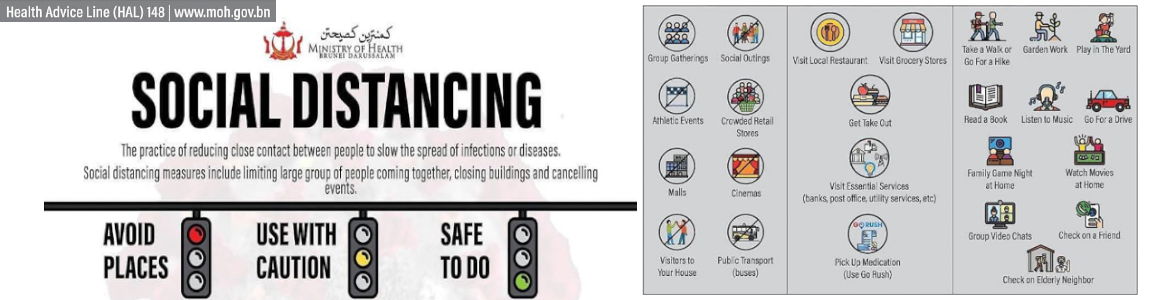 Health Advice Line (HAL) 148 | www.moh.gov.bn
كمنترين كصيحتن
MINISTRY OF HEALTH
BRUNEI DARUSSALAM
SOCIAL DISTANCING
The practice of reducing close contact between people to slow the spread of infections or diseases.
Social distancing measures include limiting large group of people coming together, closing buildings and cancelling
events.
AVOID
PLACES
USE WITH
CAUTION
SAFE
TO DO
Group Gatherings
Social Outings
Athletic Events
Crowded Retail
Stores
Malls
Cinemas
Visitors to
Your House
Public Transport
(buses)
Visit Local Restaurant
Visit Grocery Stores
Get Take Out
Visit Essential Services
(banks, post office, utility services, etc)
GO RUSH
Pick Up Medication
(Use Go Rush)
Take a Walk or
Go For a Hike
Garden Work
Play in The Yard
Read a Book
Listen to Music
Go For a Drive
Family Game Night
at Home
Watch Movies
at Home
Group Video Chats
Check on a Friend
Check on Elderly Neighbor